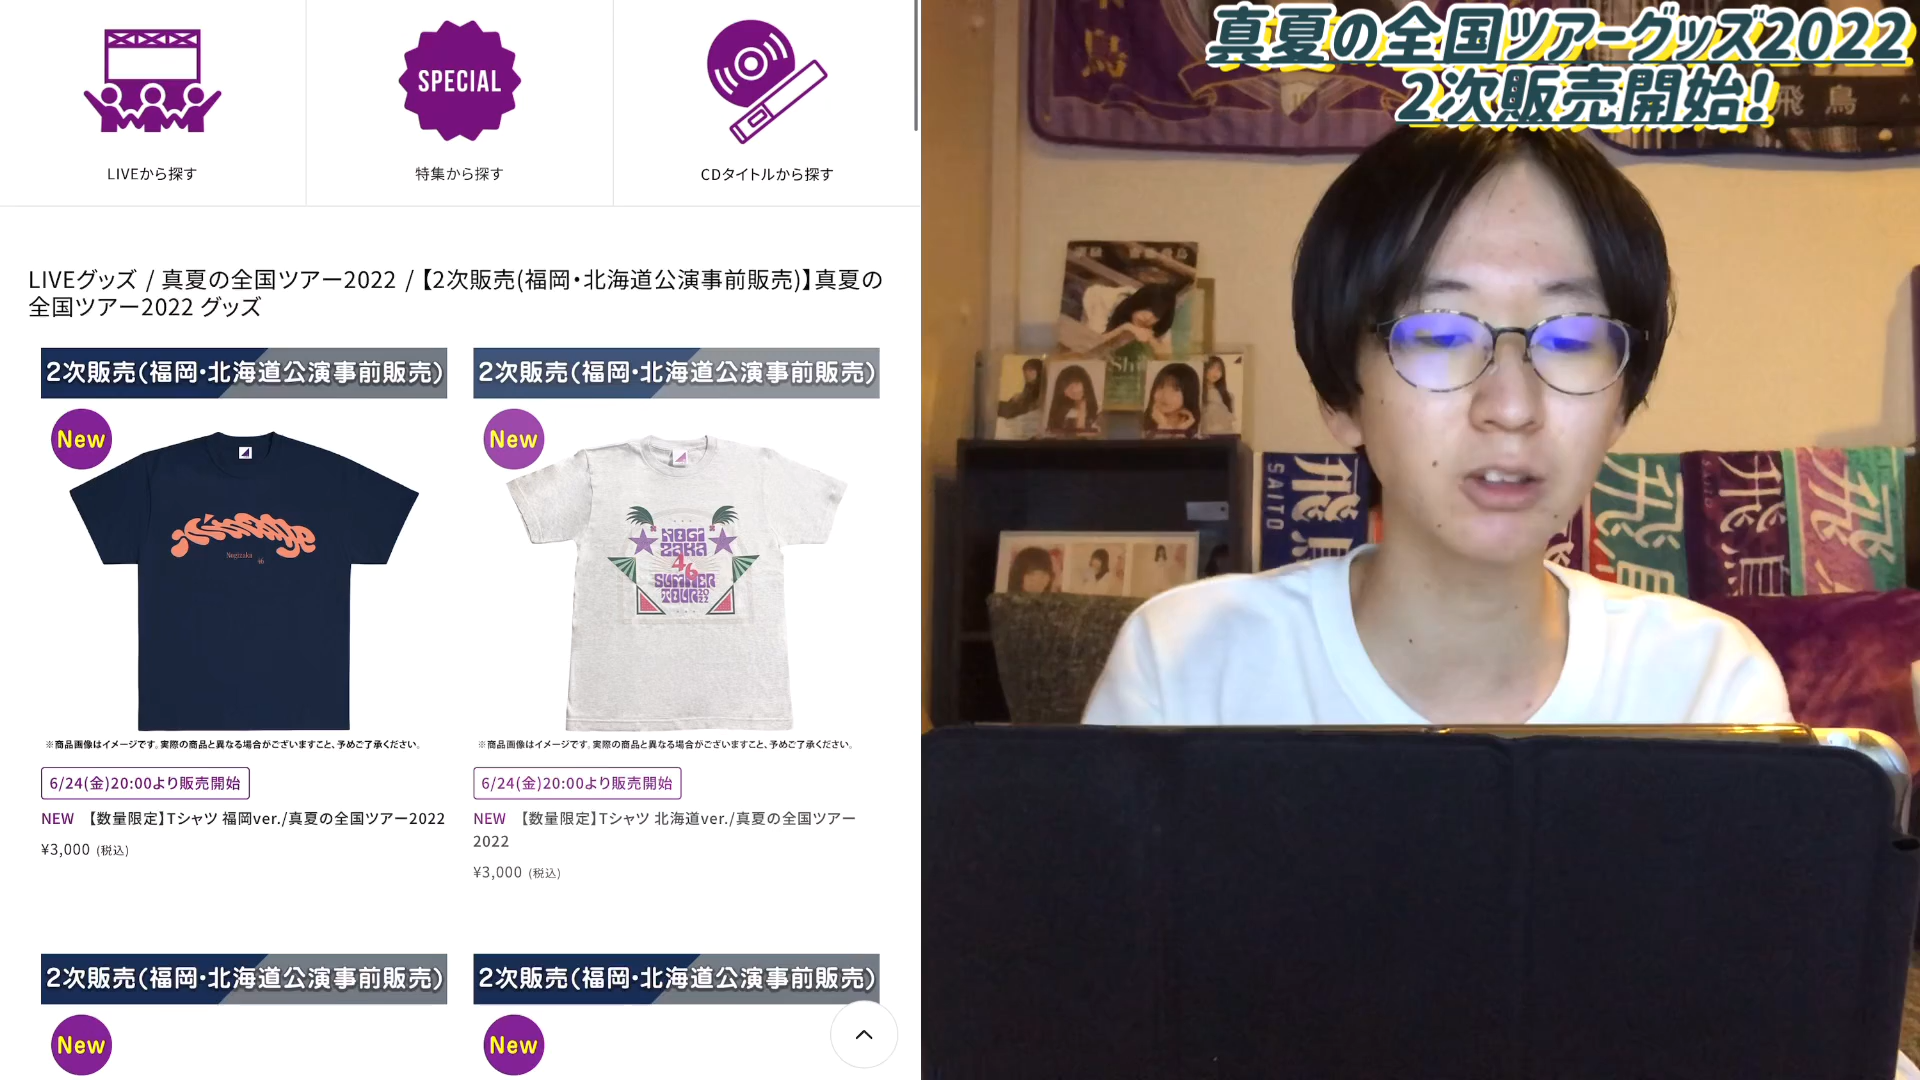 LIVEから探す
SPECIAL
特集から探す
CDタイトルから探す
真夏の全国ツアーグッズ2022
2次販売開始!
LIVEグッズ / 真夏の全国ツアー2022 / 【2次販売(福岡・北海道公演事前販売)】真夏の
全国ツアー2022 グッズ
2次販売(福岡・北海道公演事前販売)
New
Nogizaka
46
※商品画像はイメージです。実際の商品と異なる場合がございますこと、予めご了承ください。
6/24(金)20:00より販売開始
NEW 【数量限定】Tシャツ 福岡ver./真夏の全国ツアー2022
¥3,000 (税込)
2次販売(福岡・北海道公演事前販売)
New
NOGI
ZAKA
46
SUMMER
TOUR 2022
※商品画像はイメージです。実際の商品と異なる場合がございますこと、予めご了承ください。
6/24(金)20:00より販売開始
NEW 【数量限定】Tシャツ 北海道ver./真夏の全国ツアー
2022
¥3,000 (税込)
2次販売(福岡・北海道公演事前販売)
New
2次販売(福岡・北海道公演事前販売)
New
飛鳥
SAITO
飛鳥
飛鳥
飛鳥
飛鳥